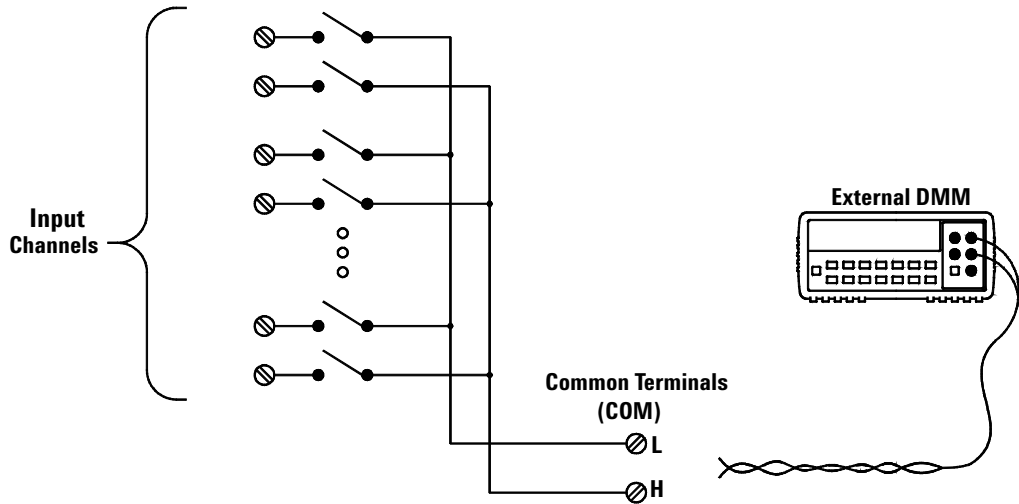 Input
Channels
External DMM
Common Terminals
(COM)
L
H